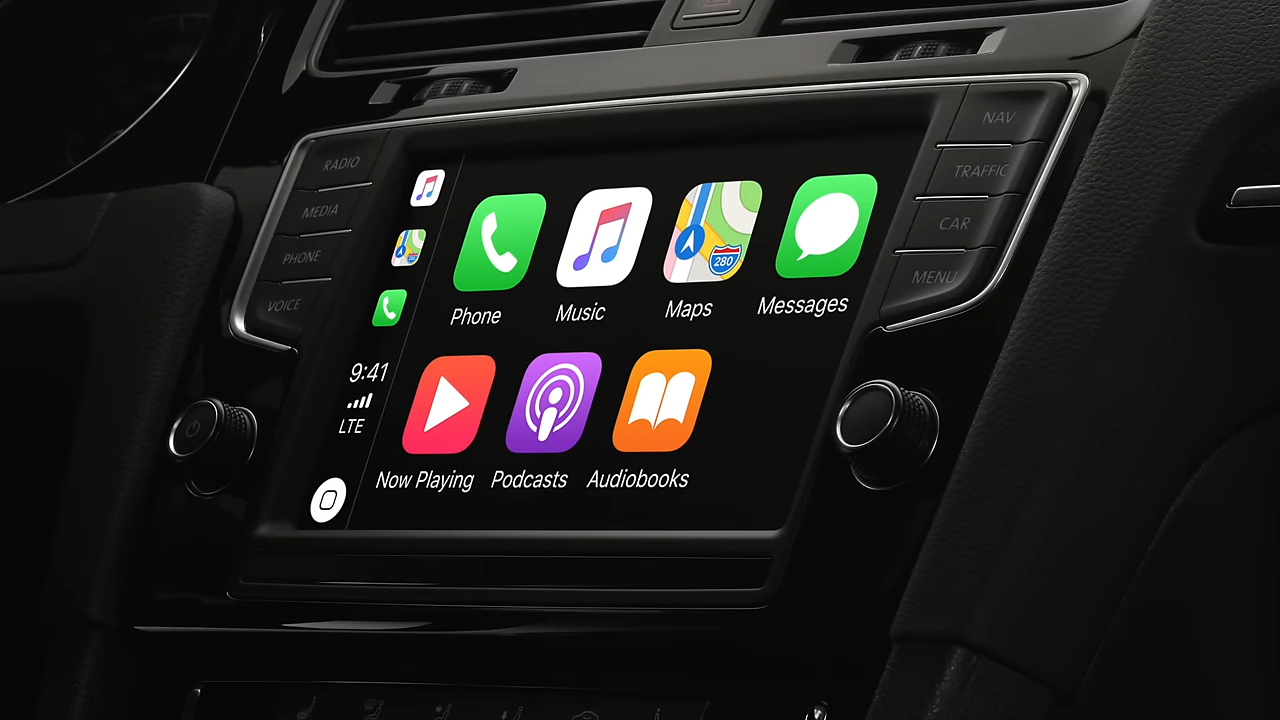 RADIO
MEDIA
PHONE
VOICE
NAV
TRAFFIC
CAR
MENU
Phone
Music
Maps
280
Messages
Now Playing
Podcasts
Audiobooks
9:41
LTE